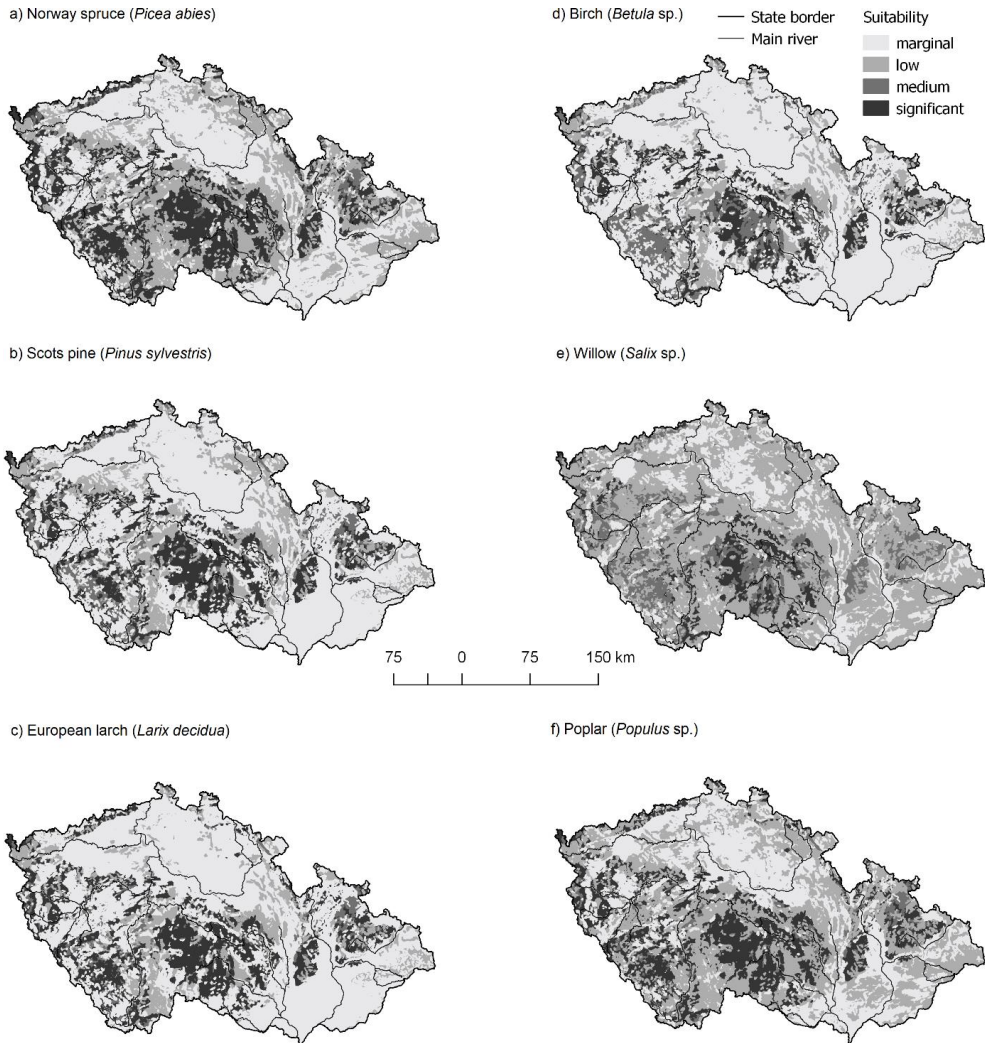 a) Norway spruce (Picea abies)
d) Birch (Betula sp.)
State border
Main river
Suitability
marginal
low
medium
significant
b) Scots pine (Pinus sylvestris)
e) Willow (Salix sp.)
75 0 75 150 km
c) European larch (Larix decidua)
f) Poplar (Populus sp.)